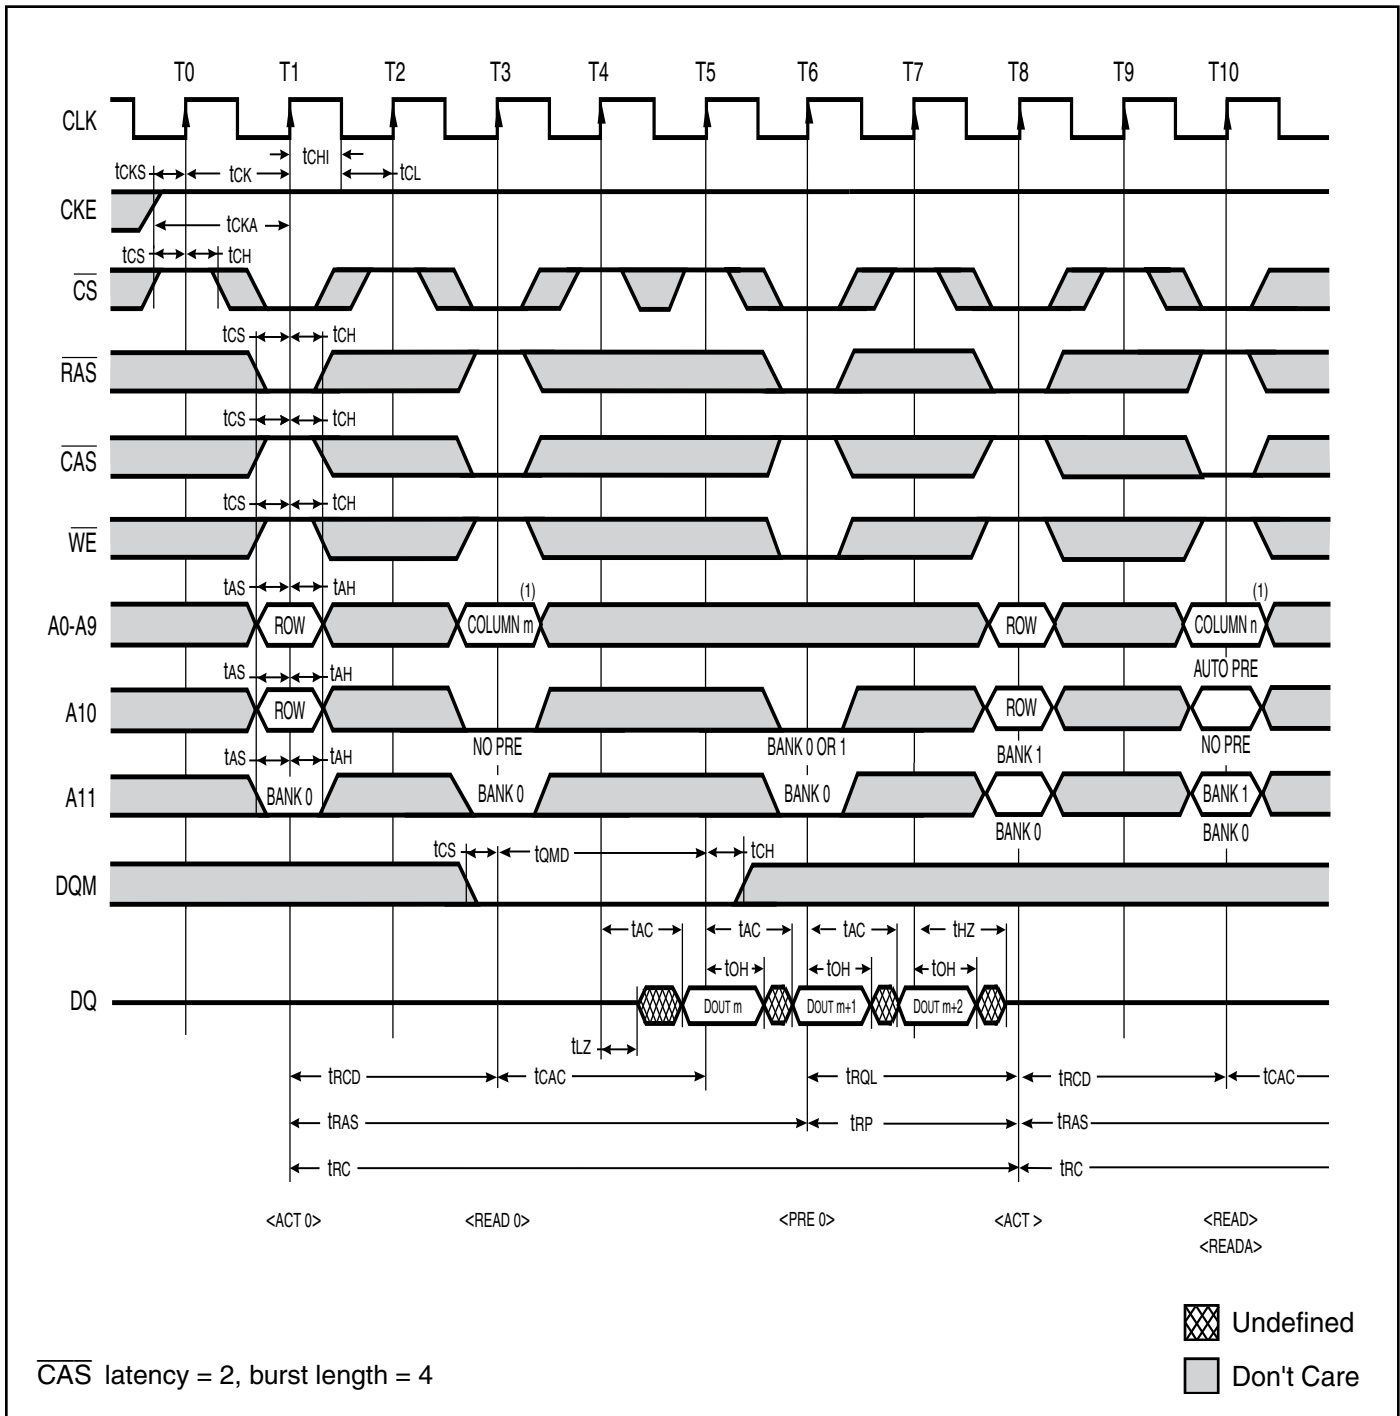 T0 T1 T2 T3 T4 T5 T6 T7 T8 T9 T10
CLK
tCHI
tCKS tCK tCL
CKE
tCKA
tCS tCH
CS
tCS tCH
RAS
tCS tCH
CAS
tCS tCH
WE
tAS tAH (1) (1)
A0-A9 ROW COLUMN m ROW COLUMN n
AUTO PRE
tAS tAH
A10 ROW ROW
NO PRE BANK 0 OR 1 BANK 1 NO PRE
tAS tAH
A11 BANK 0 BANK 0 BANK 0 BANK 1
BANK 0 BANK 0
tCS tQMD tCH
DQM
tAC tAC tAC tHZ
tOH tOH tOH
DQ DOUT m DOUT m+1 DOUT m+2
tLZ
tRCD tCAC tRQL tRCD tCAC
tRAS tRP tRAS
tRC tRC
<ACT 0> <READ 0> <PRE 0> <ACT > <READ>
<READA>
Undefined
CAS latency = 2, burst length = 4
Don't Care